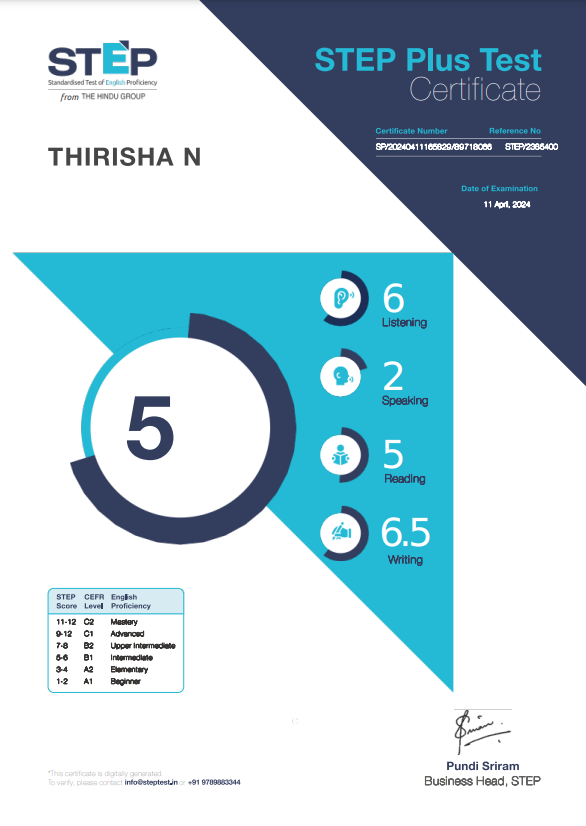 STEP
Standardised Test of English Proficiency
from THE HINDU GROUP
STEP Plus Test
Certificate
Certificate Number Reference No
SP/20240411165829/89718086 STEP/2365400
THIRISHA N
Date of Examination
11 April, 2024
6
Listening
2
Speaking
5
5
Reading
6.5
Writing
STEP Score CEFR Level English Proficiency
11-12 C2 Mastery
9-12 C1 Advanced
7-8 B2 Upper Intermediate
5-6 B1 Intermediate
3-4 A2 Elementary
1-2 A1 Beginner
Pundi Sriram
Business Head, STEP
*This certificate is digitally generated.
To verify, please contact info@steptest.in or +91 9789883344